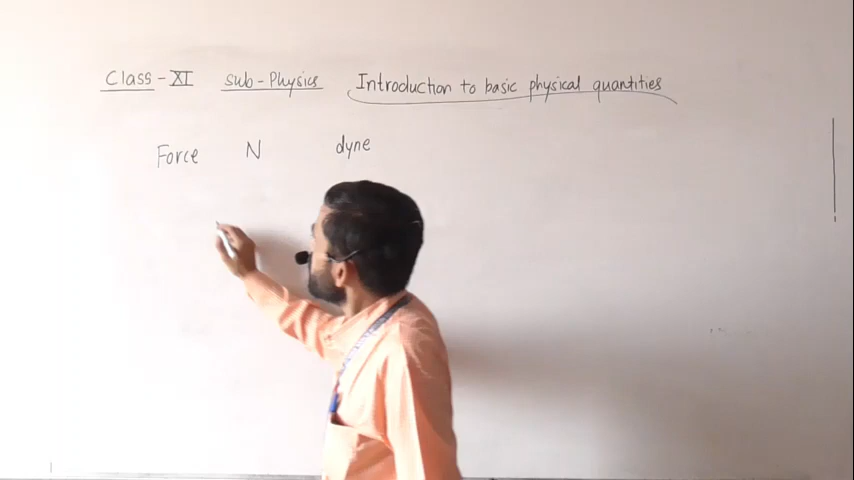 Class-XI sub-Physics Introduction to basic physical quantities
Force N dyne